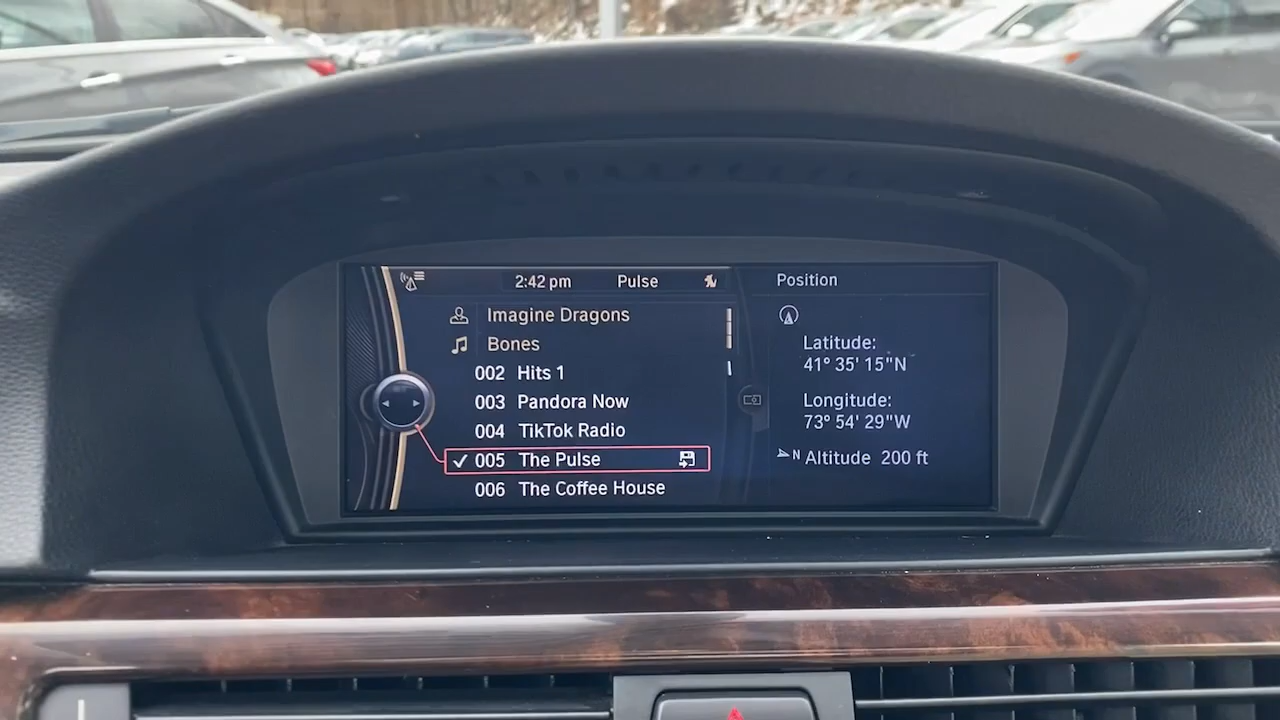 2:42 pm Pulse
Imagine Dragons
Bones
002 Hits 1
003 Pandora Now
004 TikTok Radio
005 The Pulse
006 The Coffee House
Position
Latitude:
41° 35' 15"N
Longitude:
73° 54' 29"W
N Altitude 200 ft